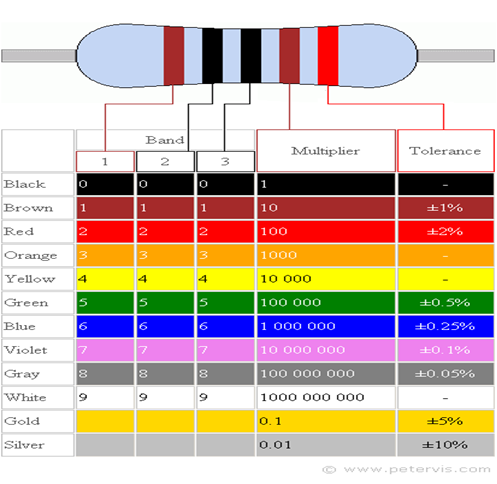 Band
1 2 3 Multiplier Tolerance
Black 0 0 0 1 -
Brown 1 1 1 10 ±1%
Red 2 2 2 100 ±2%
Orange 3 3 3 1000 -
Yellow 4 4 4 10 000 -
Green 5 5 5 100 000 ±0.5%
Blue 6 6 6 1 000 000 ±0.25%
Violet 7 7 7 10 000 000 ±0.1%
Gray 8 8 8 100 000 000 ±0.05%
White 9 9 9 1000 000 000 -
Gold 0.1 ±5%
Silver 0.01 ±10%
© www.petervis.com